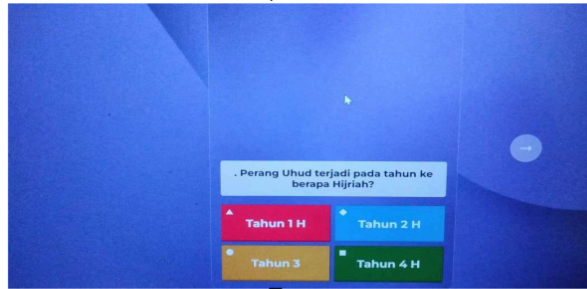 . Perang Uhud terjadi pada tahun ke
berapa Hijriah?
Tahun 1 H
Tahun 2 H
Tahun 3
Tahun 4 H